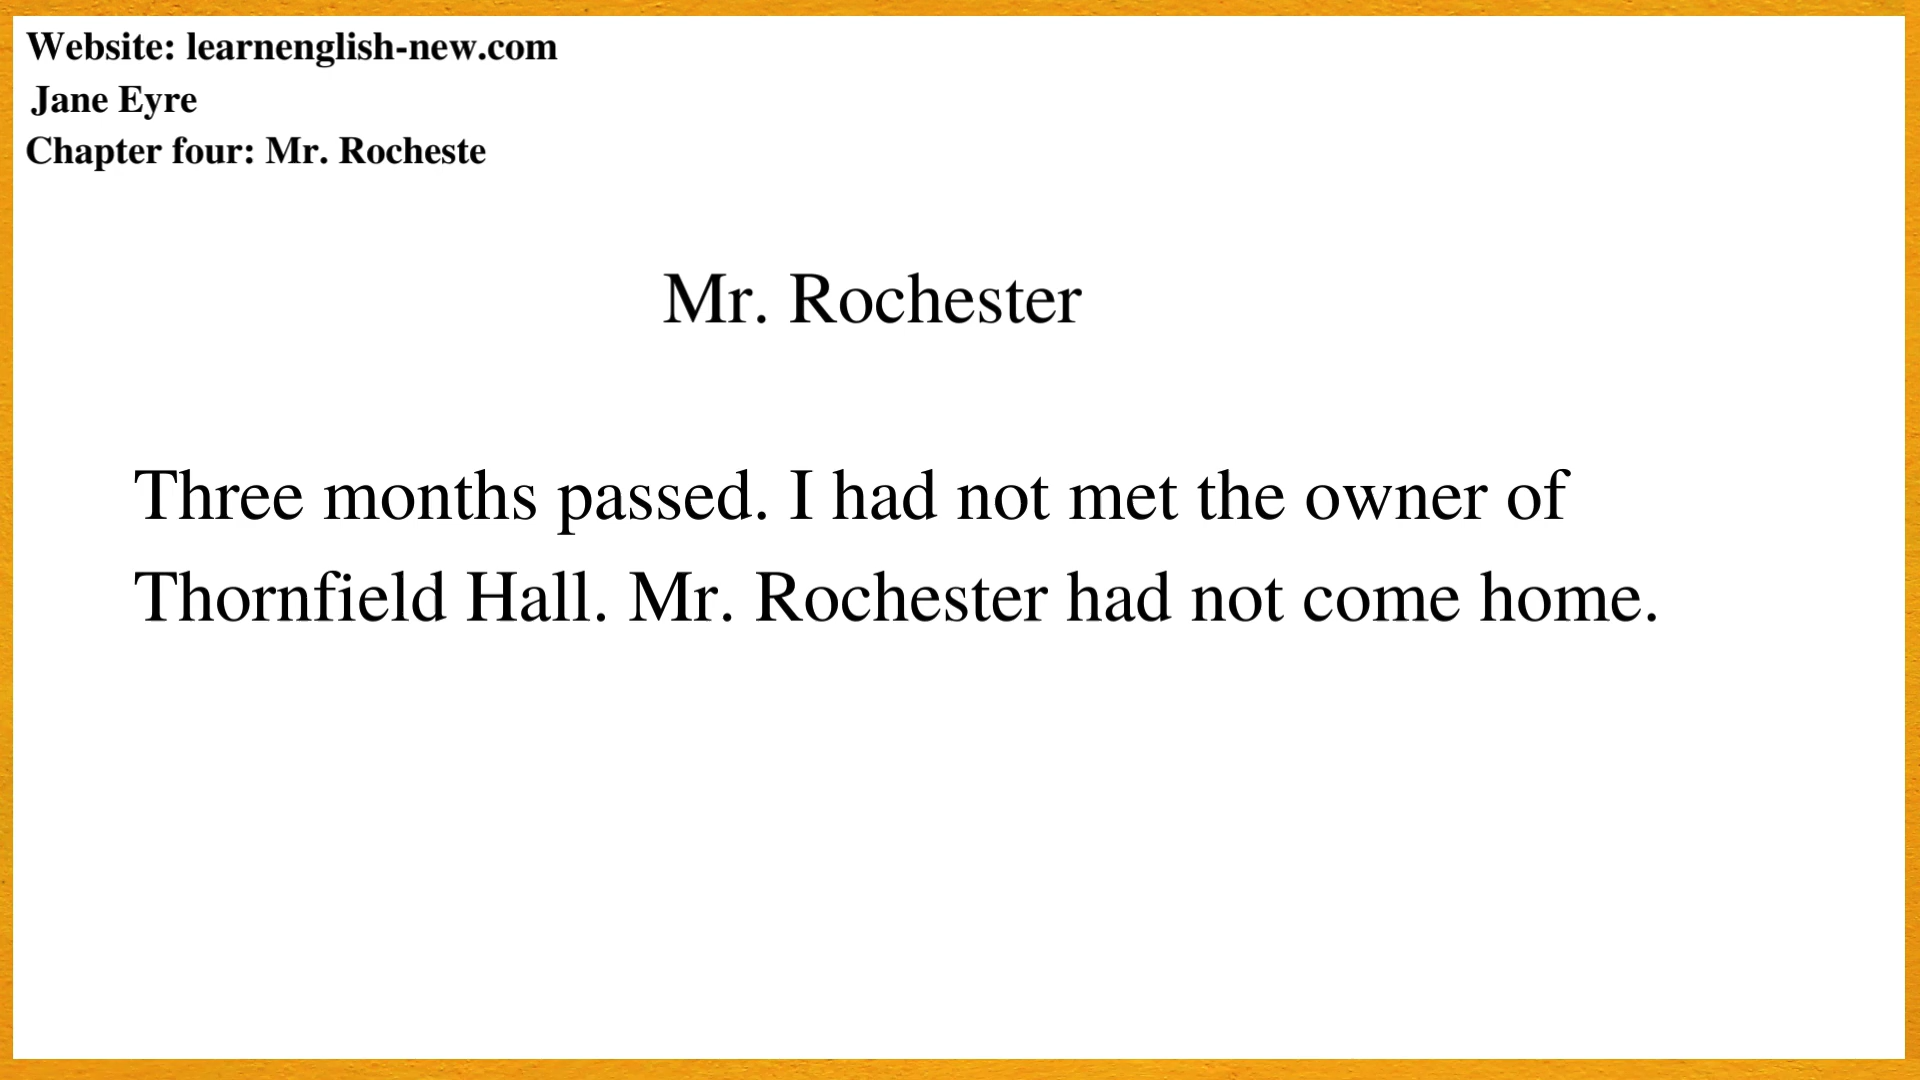 Website: learnenglish-new.com
Jane Eyre
Chapter four: Mr. Rocheste
Mr. Rochester
Three months passed. I had not met the owner of
Thornfield Hall. Mr. Rochester had not come home.